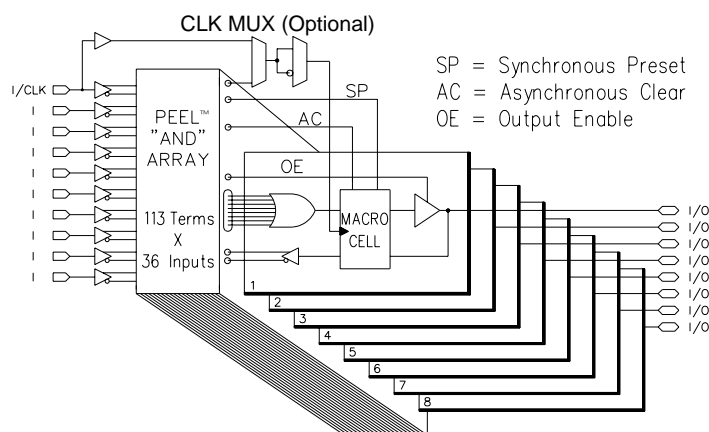 CLK MUX (Optional)
SP = Synchronous Preset
AC = Asynchronous Clear
OE = Output Enable
I/CLK
I
I
I
I
I
I
I
I
I
PEEL™
"AND"
ARRAY
113 Terms
X
36 Inputs
SP
AC
OE
MACRO
CELL
I/O
I/O
I/O
I/O
I/O
I/O
I/O
I/O
1
2
3
4
5
6
7
8